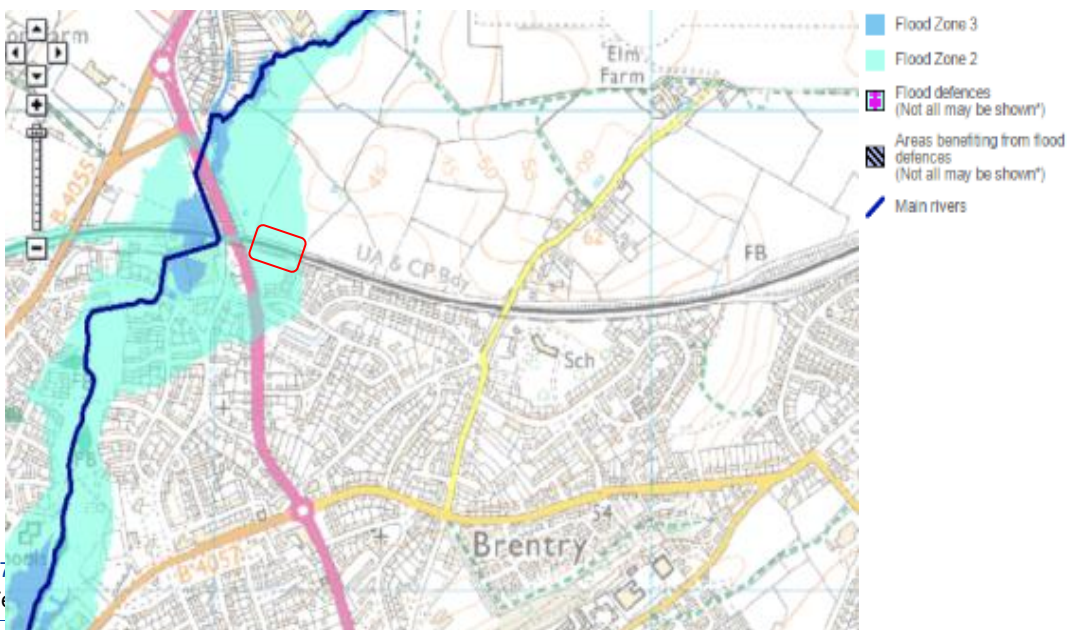 Elm
Farm
B 4055
45
50
55
60
62
UA & CP Bdy
FB
Sch
54
Brentry
B 4057
Flood Zone 3
Flood Zone 2
Flood defences
(Not all may be shown*)
Areas benefiting from flood
defences
(Not all may be shown*)
Main rivers